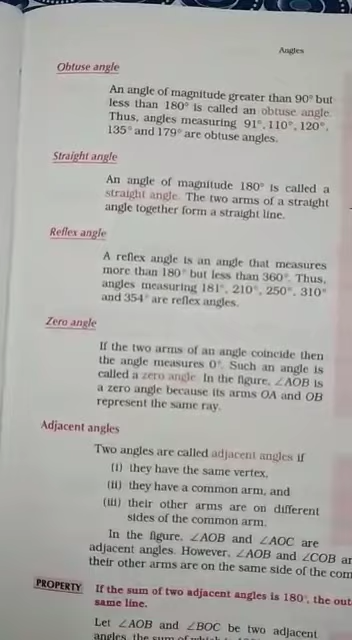 Angles
Obtuse angle
An angle of magnitude greater than 90° but
less than 180° is called an obtuse angle.
Thus, angles measuring 91°, 110°, 120°,
135° and 179° are obtuse angles.
Straight angle
An angle of magnitude 180° is called a
straight angle. The two arms of a straight
angle together form a straight line.
Reflex angle
A reflex angle is an angle that measures
more than 180° but less than 360°. Thus,
angles measuring 181°, 210°, 250°, 310°
and 354° are reflex angles.
Zero angle
If the two arms of an angle coincide then
the angle measures 0°. Such an angle is
called a zero angle. In the figure, ∠AOB is
a zero angle because its arms OA and OB
represent the same ray.
Adjacent angles
Two angles are called adjacent angles if
(i) they have the same vertex,
(ii) they have a common arm, and
(iii) their other arms are on different
sides of the common arm.
In the figure, ∠AOB and ∠AOC are
adjacent angles. However, ∠AOB and ∠COB ar
their other arms are on the same side of the com
PROPERTY If the sum of two adjacent angles is 180°, the out
same line.
Let ∠AOB and ∠BOC be two adjacent
angles, the sum of which is